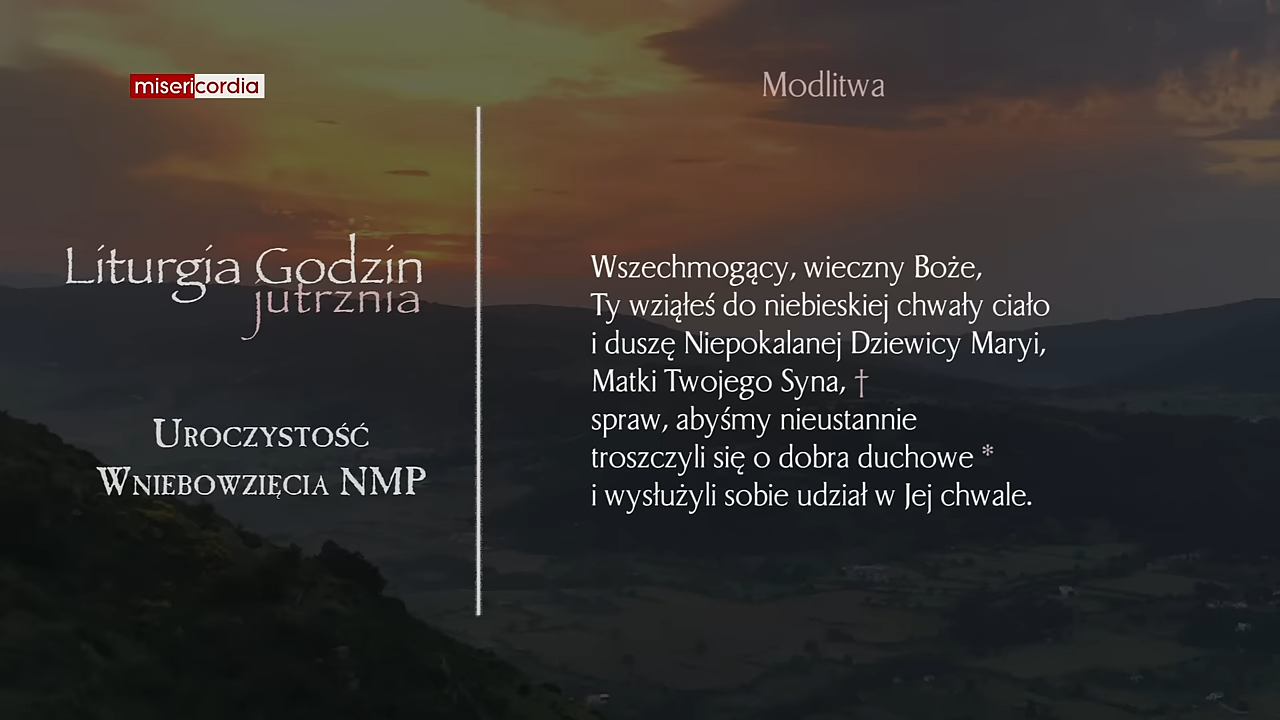 misericordia
Liturgia Godzin
jutrznia
Uroczystość
Wniebowzięcia NMP
Modlitwa
Wszechmogący, wieczny Boże,
Ty wziąłeś do niebieskiej chwały ciało
i duszę Niepokalanej Dziewicy Maryi,
Matki Twojego Syna, †
spraw, abyśmy nieustannie
troszczyli się o dobra duchowe *
i wysłużyli sobie udział w Jej chwale.